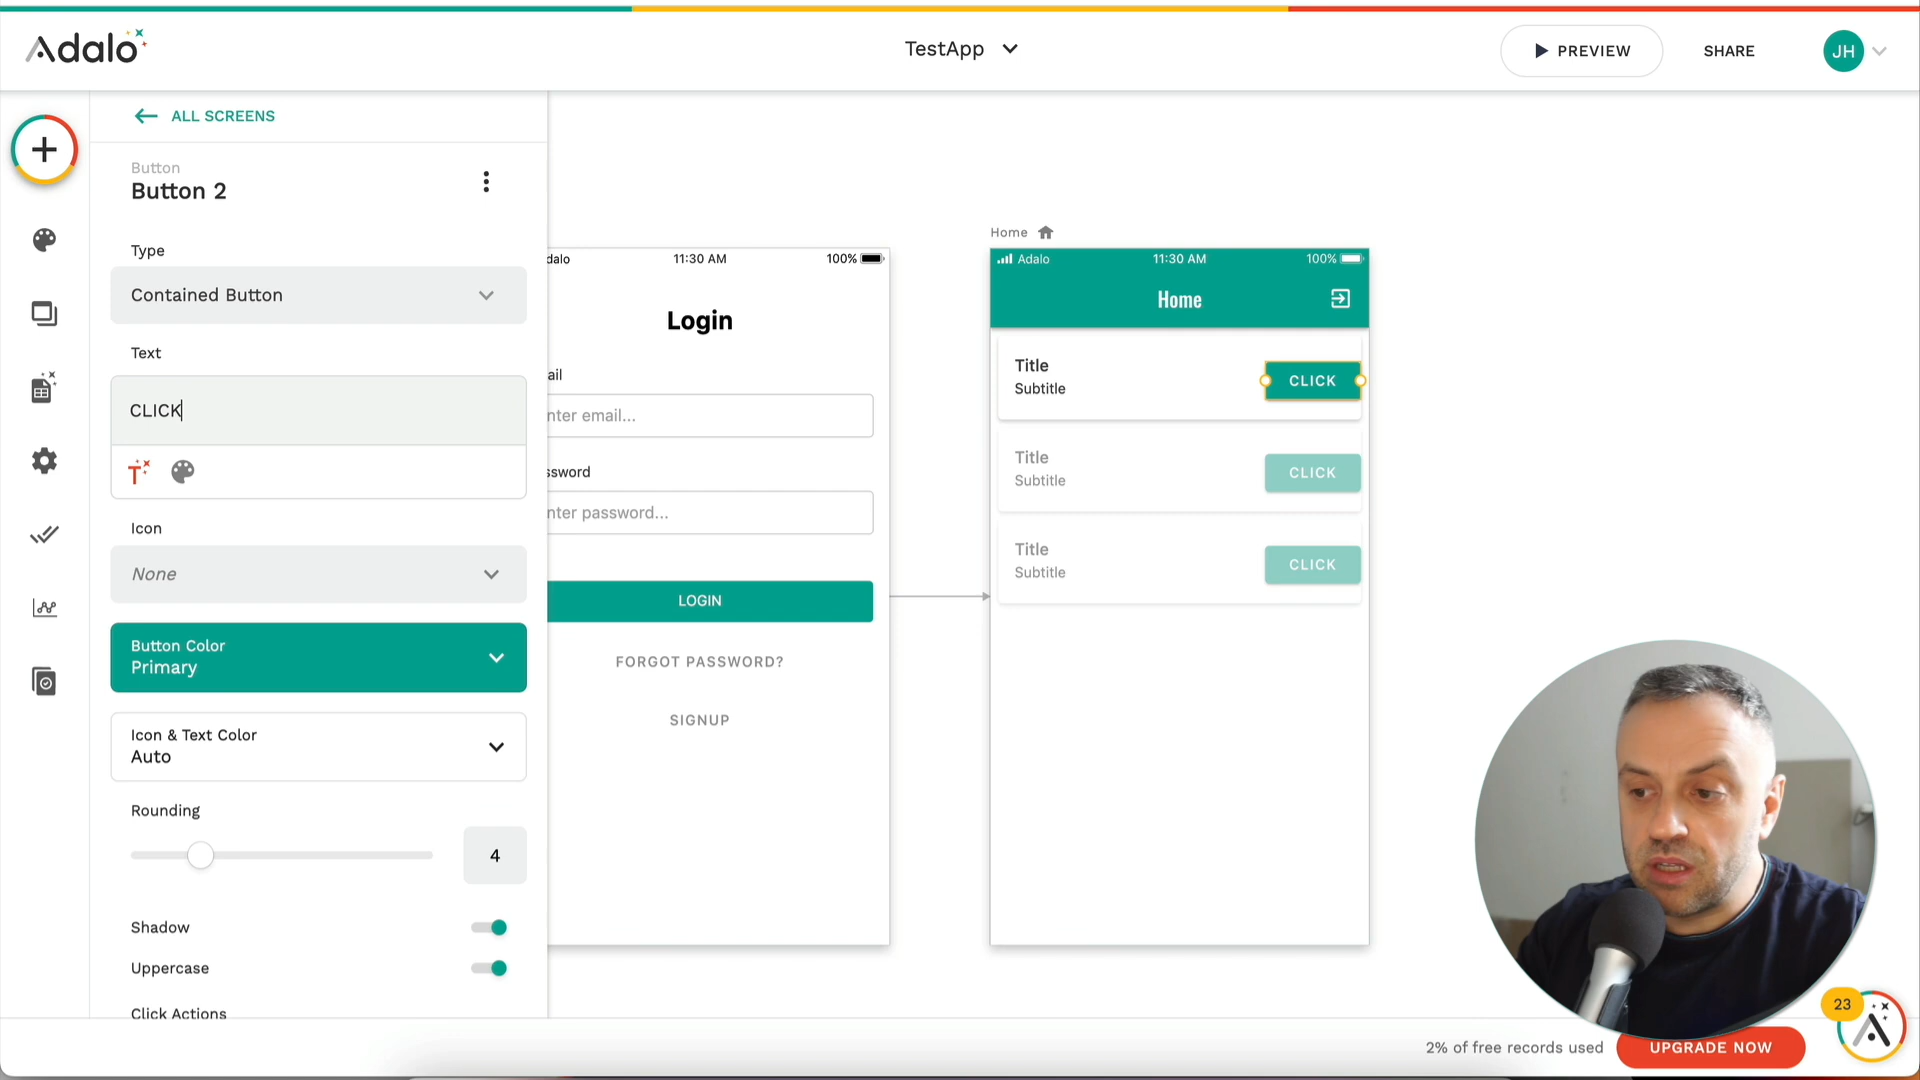 Adalo
TestApp
PREVIEW
SHARE
JH
ALL SCREENS
Button
Button 2
Type
Contained Button
Text
CLICK
T
Icon
None
Button Color
Primary
Icon & Text Color
Auto
Rounding
4
Shadow
Uppercase
Click Actions
dalo 11:30 AM 100%
Login
ail
nter email...
ssword
nter password...
LOGIN
FORGOT PASSWORD?
SIGNUP
Home
Adalo 11:30 AM 100%
Home
Title
Subtitle
CLICK
Title
Subtitle
CLICK
Title
Subtitle
CLICK
23
2% of free records used
UPGRADE NOW